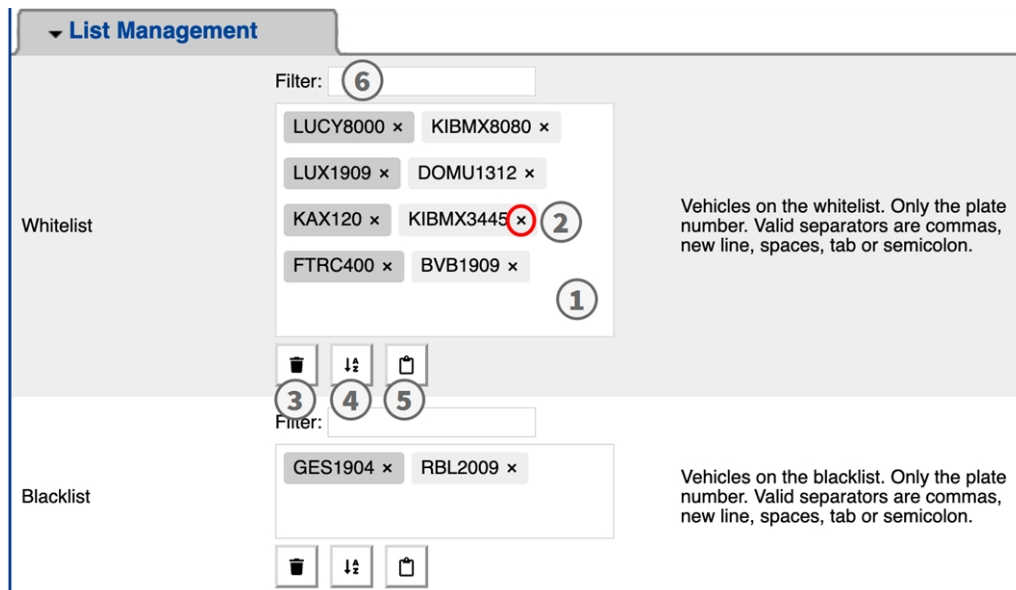 List Management
Filter: 6
LUCY8000 × KIBMX8080 ×
LUX1909 × DOMU1312 ×
Whitelist
KAX120 × KIBMX3445 × 2
FTRC400 × BVB1909 ×
1
Vehicles on the whitelist. Only the plate
number. Valid separators are commas,
new line, spaces, tab or semicolon.
3 4 5
Filter:
GES1904 × RBL2009 ×
Blacklist
Vehicles on the blacklist. Only the plate
number. Valid separators are commas,
new line, spaces, tab or semicolon.